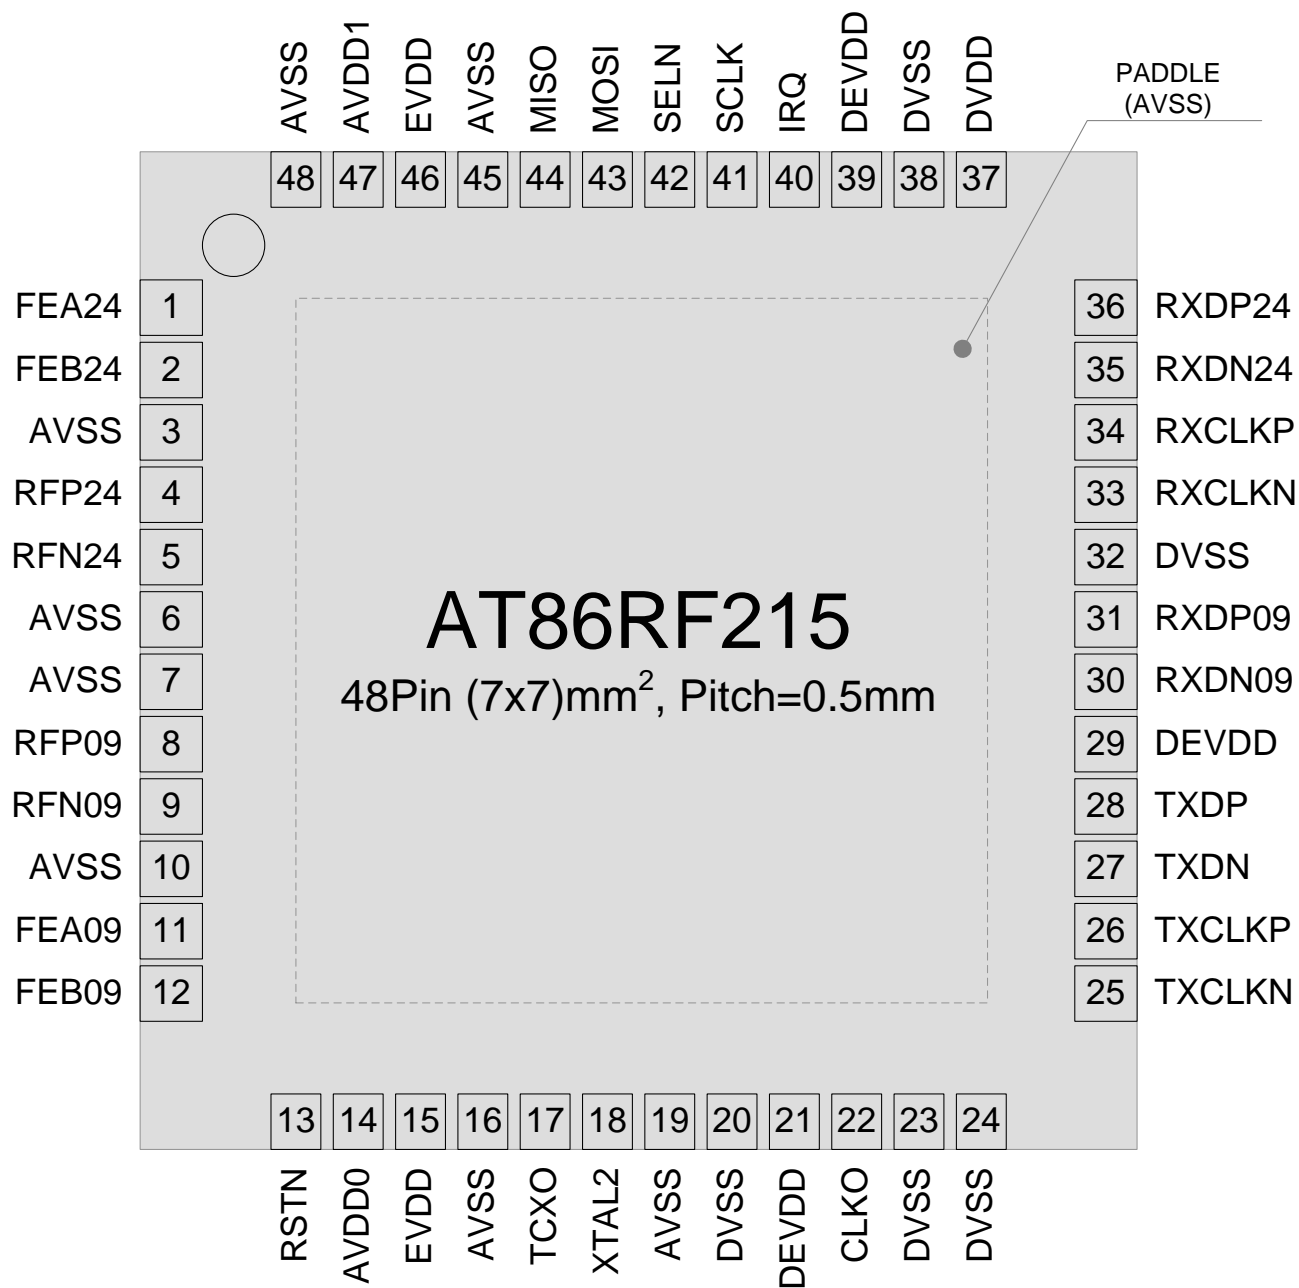 AVSS AVDD1 EVDD AVSS MISO MOSI SELN SCLK IRQ DEVDD DVSS DVDD
PADDLE
(AVSS)
48 47 46 45 44 43 42 41 40 39 38 37
FEA24 1 36 RXDP24
FEB24 2 35 RXDN24
AVSS 3 34 RXCLKP
RFP24 4 33 RXCLKN
RFN24 5 32 DVSS
AVSS 6 31 RXDP09
AT86RF215
AVSS 7 30 RXDN09
48Pin (7x7)mm², Pitch=0.5mm
RFP09 8 29 DEVDD
RFN09 9 28 TXDP
AVSS 10 27 TXDN
FEA09 11 26 TXCLKP
FEB09 12 25 TXCLKN
13 14 15 16 17 18 19 20 21 22 23 24
RSTN AVDD0 EVDD AVSS TCXO XTAL2 AVSS DVSS DEVDD CLKO DVSS DVSS